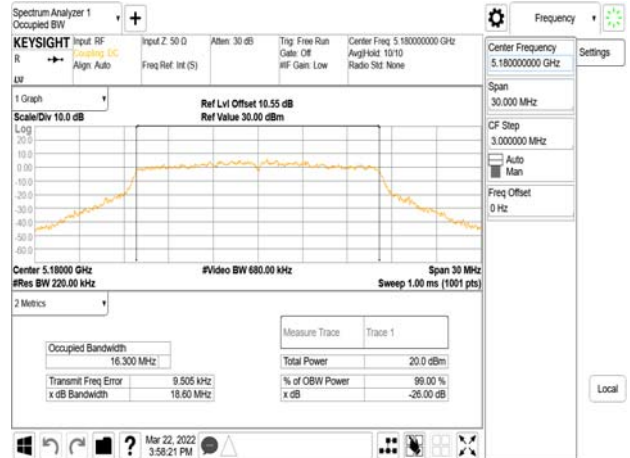 Spectrum Analyzer 1
Occupied BW
+
Frequency
KEYSIGHT
R
Input: RF
Coupling: DC
Align: Auto
Input Z: 50 Ω
Freq Ref: Int (S)
Atten: 30 dB
Trig: Free Run
Gate: Off
#IF Gain: Low
Center Freq: 5.180000000 GHz
Avg|Hold: 10/10
Radio Std: None
Center Frequency
5.180000000 GHz
Settings
Span
30.000 MHz
CF Step
3.000000 MHz
Auto
Man
Freq Offset
0 Hz
Local
1 Graph
Scale/Div 10.0 dB
Ref Lvl Offset 10.55 dB
Ref Value 30.00 dBm
Log
20.0
10.0
0.00
-10.0
-20.0
-30.0
-40.0
-50.0
-60.0
Center 5.18000 GHz
#Res BW 220.00 kHz
#Video BW 680.00 kHz
Span 30 MHz
Sweep 1.00 ms (1001 pts)
2 Metrics
Measure Trace
Trace 1
Occupied Bandwidth
16.300 MHz
Total Power
20.0 dBm
Transmit Freq Error
9.505 kHz
% of OBW Power
99.00 %
x dB Bandwidth
18.60 MHz
x dB
-26.00 dB
?
Mar 22, 2022
3:58:21 PM